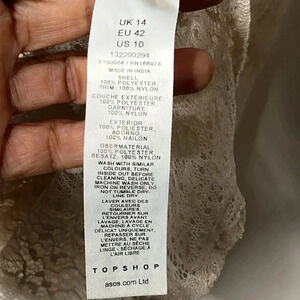 UK 14
EU 42
US 10
132200294
MADE IN INDIA
SHELL:
100% POLYESTER,
TRIM: 100% NYLON
COUCHE EXTÉRIEURE
100% POLYESTER,
GARNITURE:
100% NYLON
EXTERIOR
100% POLIÉSTER,
ADORNO:
100% NAILON
OBERMATERIAL
100% POLYESTER,
BESATZ: 100% NYLON
WASH WITH SIMILAR
COLOURS, TURN
INSIDE OUT BEFORE
CLEANING, DELICATE
MACHINE WASH ONLY
IRON ON REVERSE, DO
NOT TUMBLE DRY-
LINE DRY
LAVER AVEC DES
COULEURS
SIMILAIRES,
RETOURNER SUR
L'ENVERS AVANT
LAVAGE, LAVAGE EN
MACHINE À CYCLE
DÉLICAT UNIQUEMENT,
REPASSER SUR
L'ENVERS, NE PAS
METTRE AU SÈCHE
LINGE - SÉCHAGE À
L'AIR LIBRE
TOPSHOP
asos.com Ltd